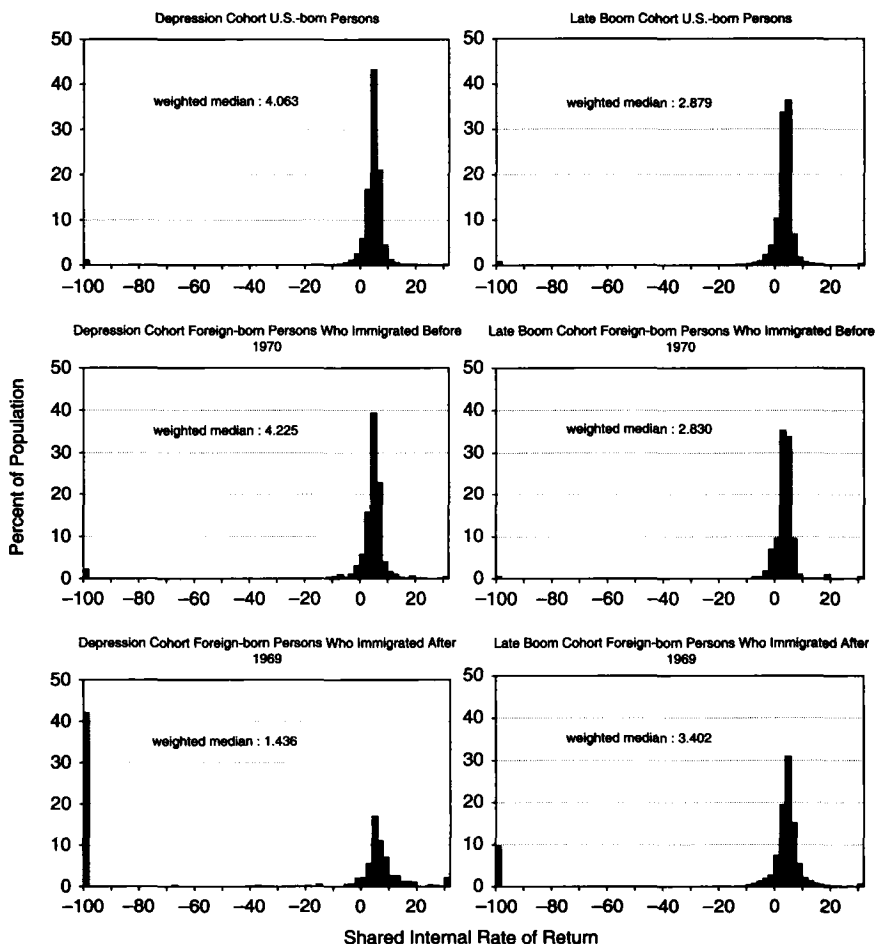 Depression Cohort U.S.-born Persons
50
40
30
20
10
0
weighted median : 4.063
−100 −80 −60 −40 −20 0 20
Late Boom Cohort U.S.-born Persons
50
40
30
20
10
0
weighted median : 2.879
−100 −80 −60 −40 −20 0 20
Depression Cohort Foreign-born Persons Who Immigrated Before
1970
50
40
30
20
10
0
weighted median : 4.225
−100 −80 −60 −40 −20 0 20
Late Boom Cohort Foreign-born Persons Who Immigrated Before
1970
50
40
30
20
10
0
weighted median : 2.830
−100 −80 −60 −40 −20 0 20
Depression Cohort Foreign-born Persons Who Immigrated After
1969
50
40
30
20
10
0
weighted median : 1.436
−100 −80 −60 −40 −20 0 20
Late Boom Cohort Foreign-born Persons Who Immigrated After
1969
50
40
30
20
10
0
weighted median : 3.402
−100 −80 −60 −40 −20 0 20
Percent of Population
Shared Internal Rate of Return